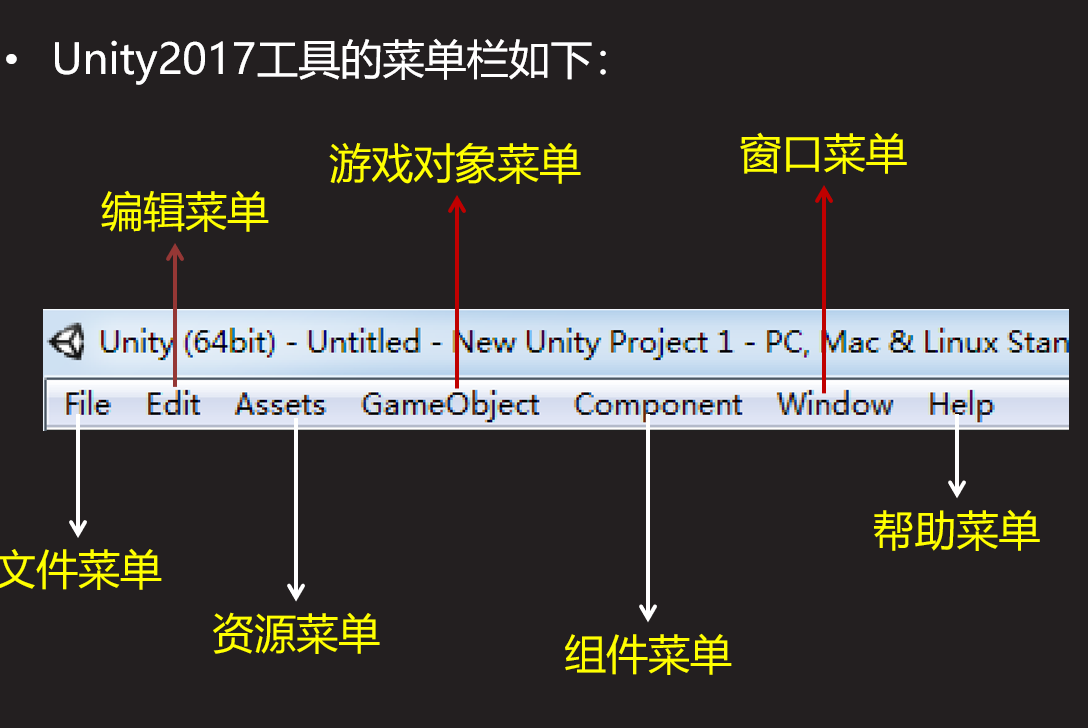 • Unity2017工具的菜单栏如下：
游戏对象菜单
窗口菜单
编辑菜单
Unity (64bit) - Untitled - New Unity Project 1 - PC, Mac & Linux Stan
File Edit Assets GameObject Component Window Help
帮助菜单
文件菜单
资源菜单
组件菜单